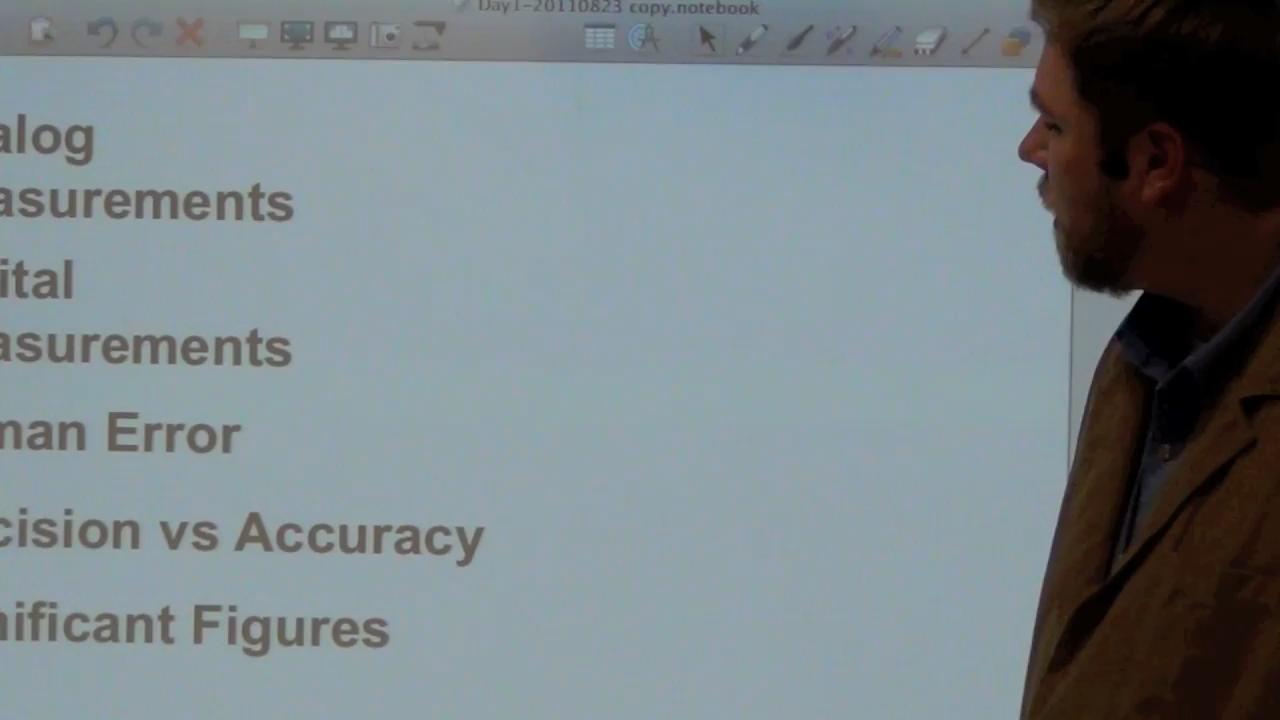 Day1-20110823 copy.notebook
alog
asurements
ital
asurements
man Error
cision vs Accuracy
nificant Figures